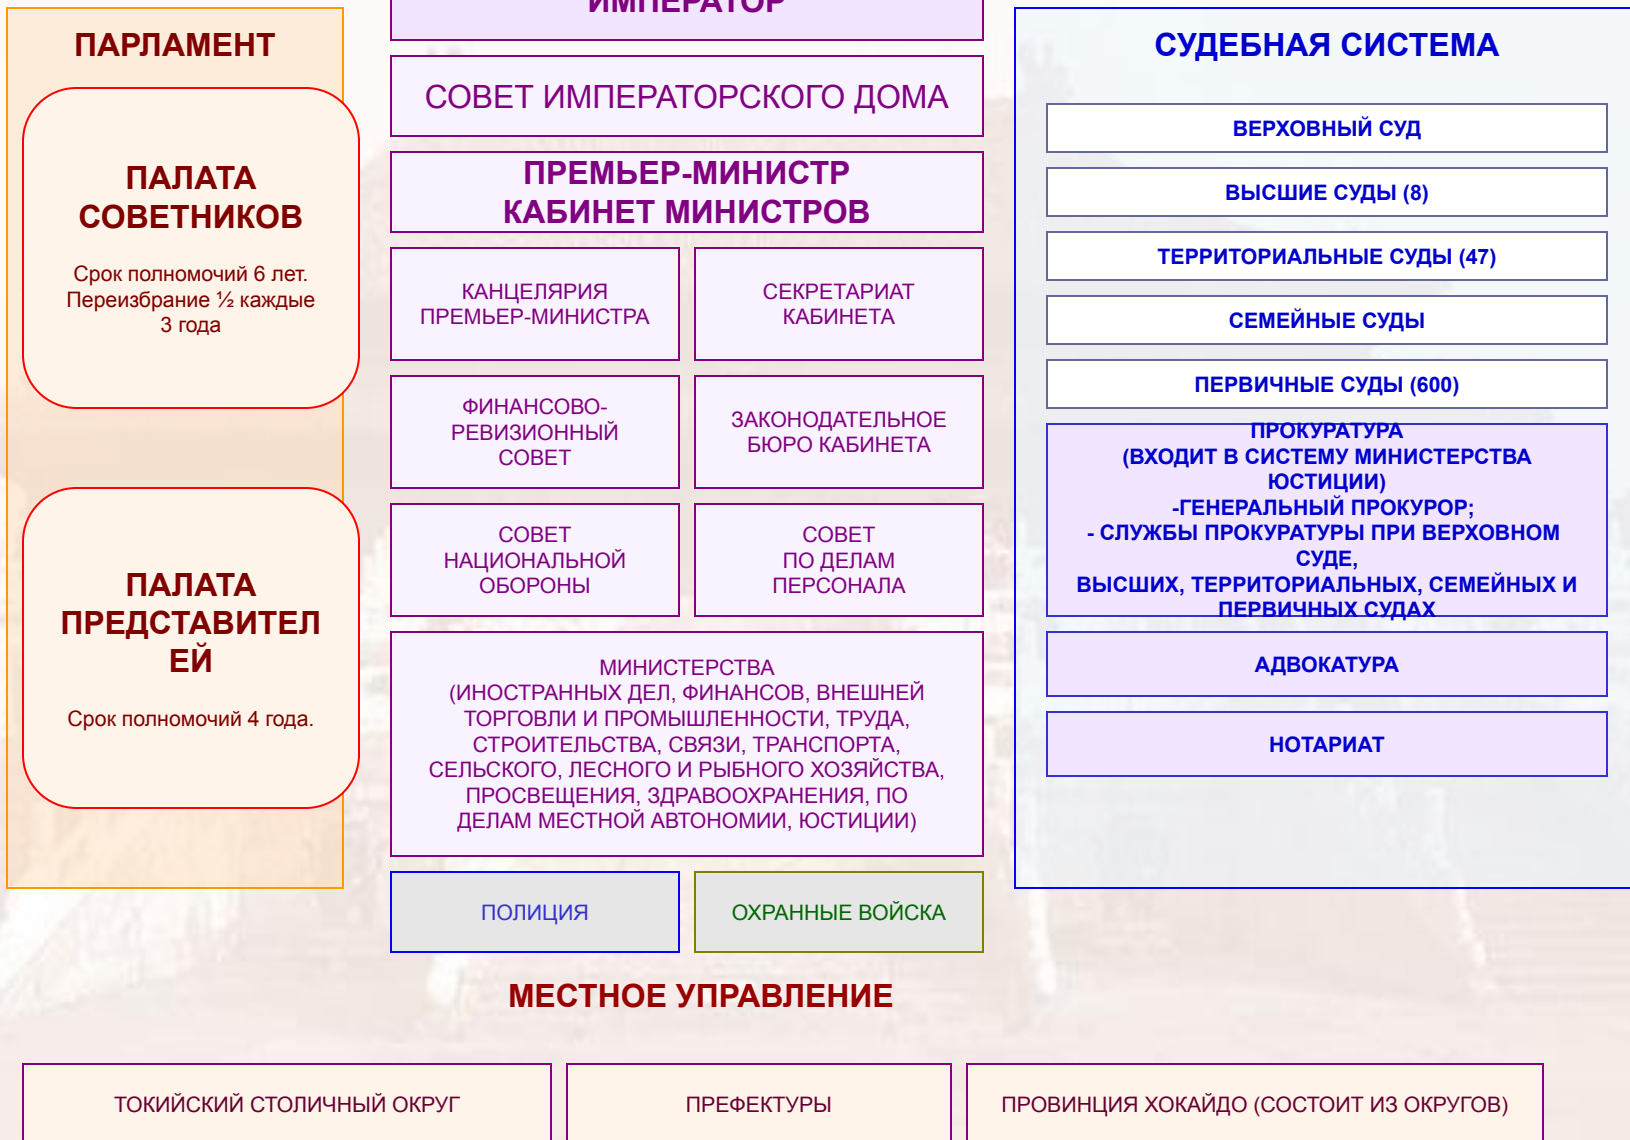 ПАРЛАМЕНТ
ПАЛАТА
СОВЕТНИКОВ
Срок полномочий 6 лет.
Переизбрание ½ каждые
3 года
ПАЛАТА
ПРЕДСТАВИТЕЛ
ЕЙ
Срок полномочий 4 года.
ИМПЕРАТОР
СОВЕТ ИМПЕРАТОРСКОГО ДОМА
ПРЕМЬЕР-МИНИСТР
КАБИНЕТ МИНИСТРОВ
КАНЦЕЛЯРИЯ
ПРЕМЬЕР-МИНИСТРА
СЕКРЕТАРИАТ
КАБИНЕТА
ФИНАНСОВО-
РЕВИЗИОННЫЙ
СОВЕТ
ЗАКОНОДАТЕЛЬНОЕ
БЮРО КАБИНЕТА
СОВЕТ
НАЦИОНАЛЬНОЙ
ОБОРОНЫ
СОВЕТ
ПО ДЕЛАМ
ПЕРСОНАЛА
МИНИСТЕРСТВА
(ИНОСТРАННЫХ ДЕЛ, ФИНАНСОВ, ВНЕШНЕЙ
ТОРГОВЛИ И ПРОМЫШЛЕННОСТИ, ТРУДА,
СТРОИТЕЛЬСТВА, СВЯЗИ, ТРАНСПОРТА,
СЕЛЬСКОГО, ЛЕСНОГО И РЫБНОГО ХОЗЯЙСТВА,
ПРОСВЕЩЕНИЯ, ЗДРАВООХРАНЕНИЯ, ПО
ДЕЛАМ МЕСТНОЙ АВТОНОМИИ, ЮСТИЦИИ)
ПОЛИЦИЯ
ОХРАННЫЕ ВОЙСКА
СУДЕБНАЯ СИСТЕМА
ВЕРХОВНЫЙ СУД
ВЫСШИЕ СУДЫ (8)
ТЕРРИТОРИАЛЬНЫЕ СУДЫ (47)
СЕМЕЙНЫЕ СУДЫ
ПЕРВИЧНЫЕ СУДЫ (600)
ПРОКУРАТУРА
(ВХОДИТ В СИСТЕМУ МИНИСТЕРСТВА
ЮСТИЦИИ)
-ГЕНЕРАЛЬНЫЙ ПРОКУРОР;
- СЛУЖБЫ ПРОКУРАТУРЫ ПРИ ВЕРХОВНОМ
СУДЕ,
ВЫСШИХ, ТЕРРИТОРИАЛЬНЫХ, СЕМЕЙНЫХ И
ПЕРВИЧНЫХ СУДАХ
АДВОКАТУРА
НОТАРИАТ
МЕСТНОЕ УПРАВЛЕНИЕ
ТОКИЙСКИЙ СТОЛИЧНЫЙ ОКРУГ
ПРЕФЕКТУРЫ
ПРОВИНЦИЯ ХОКАЙДО (СОСТОИТ ИЗ ОКРУГОВ)